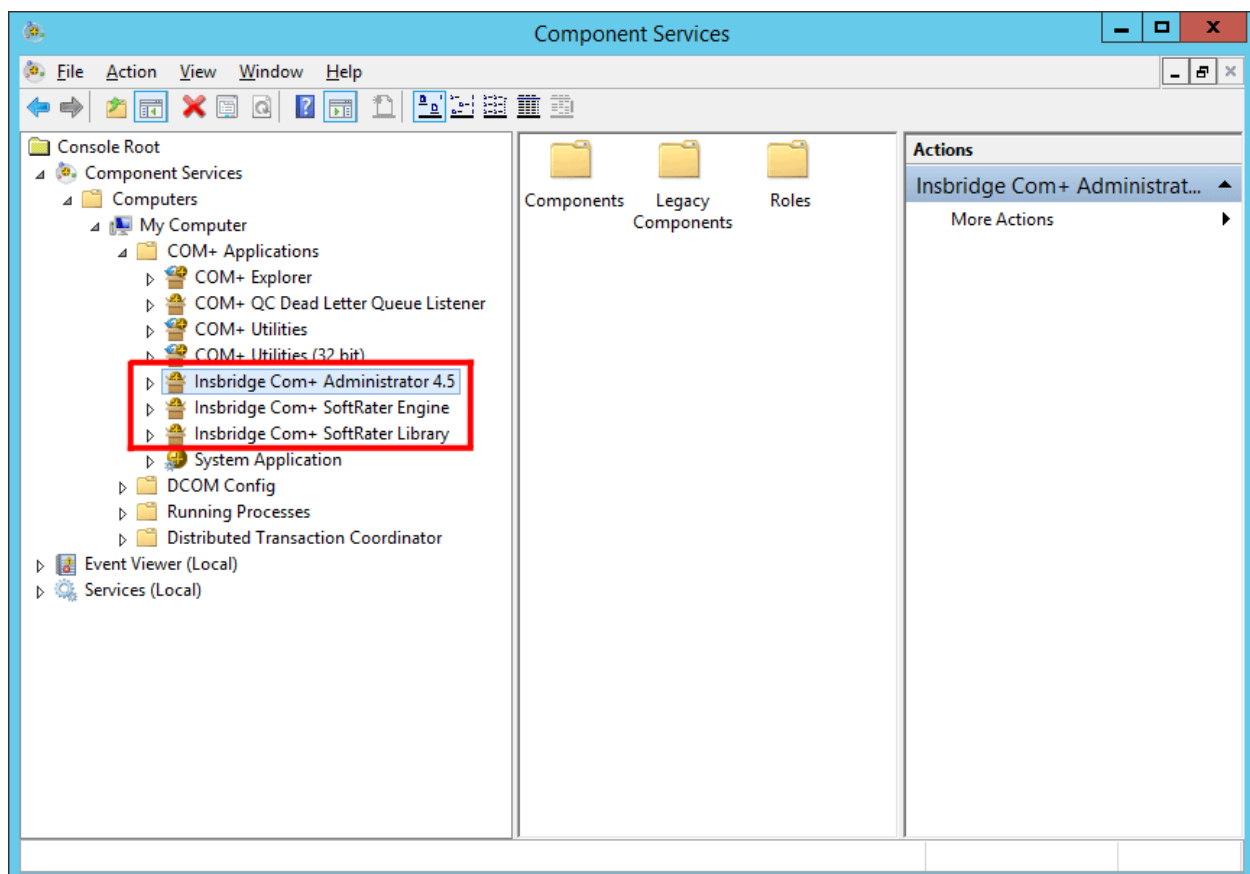 Component Services
File Action View Window Help
Console Root
Component Services
Computers
My Computer
COM+ Applications
COM+ Explorer
COM+ QC Dead Letter Queue Listener
COM+ Utilities
COM+ Utilities (32 bit)
Insbridge Com+ Administrator 4.5
Insbridge Com+ SoftRater Engine
Insbridge Com+ SoftRater Library
System Application
DCOM Config
Running Processes
Distributed Transaction Coordinator
Event Viewer (Local)
Services (Local)
Components
Legacy
Components
Roles
Actions
Insbridge Com+ Administrat...
More Actions